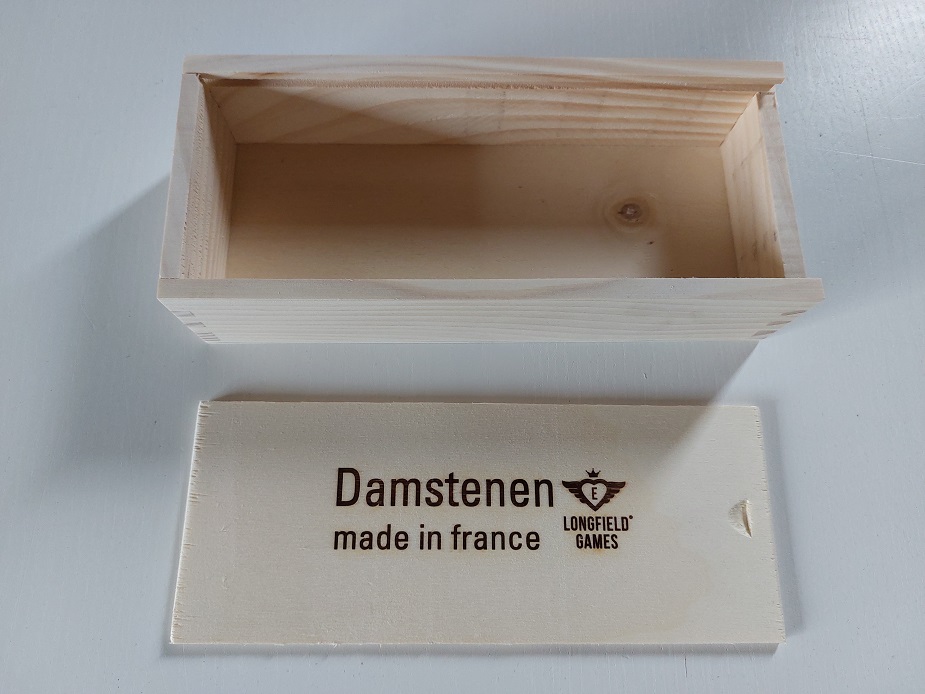 Damstenen
made in france
E
LONGFIELD®
GAMES